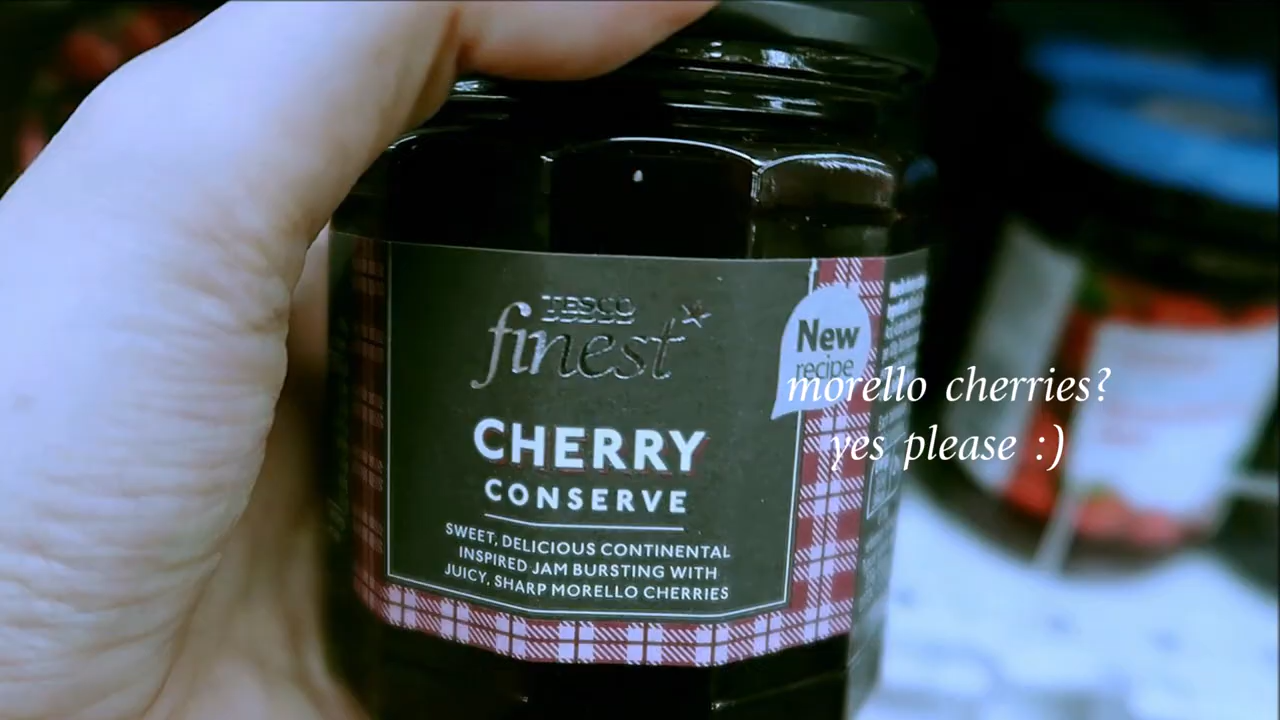 TESCO
finest*
New
recipe
morello cherries?
yes please :)
CHERRY
CONSERVE
SWEET, DELICIOUS CONTINENTAL
INSPIRED JAM BURSTING WITH
JUICY, SHARP MORELLO CHERRIES